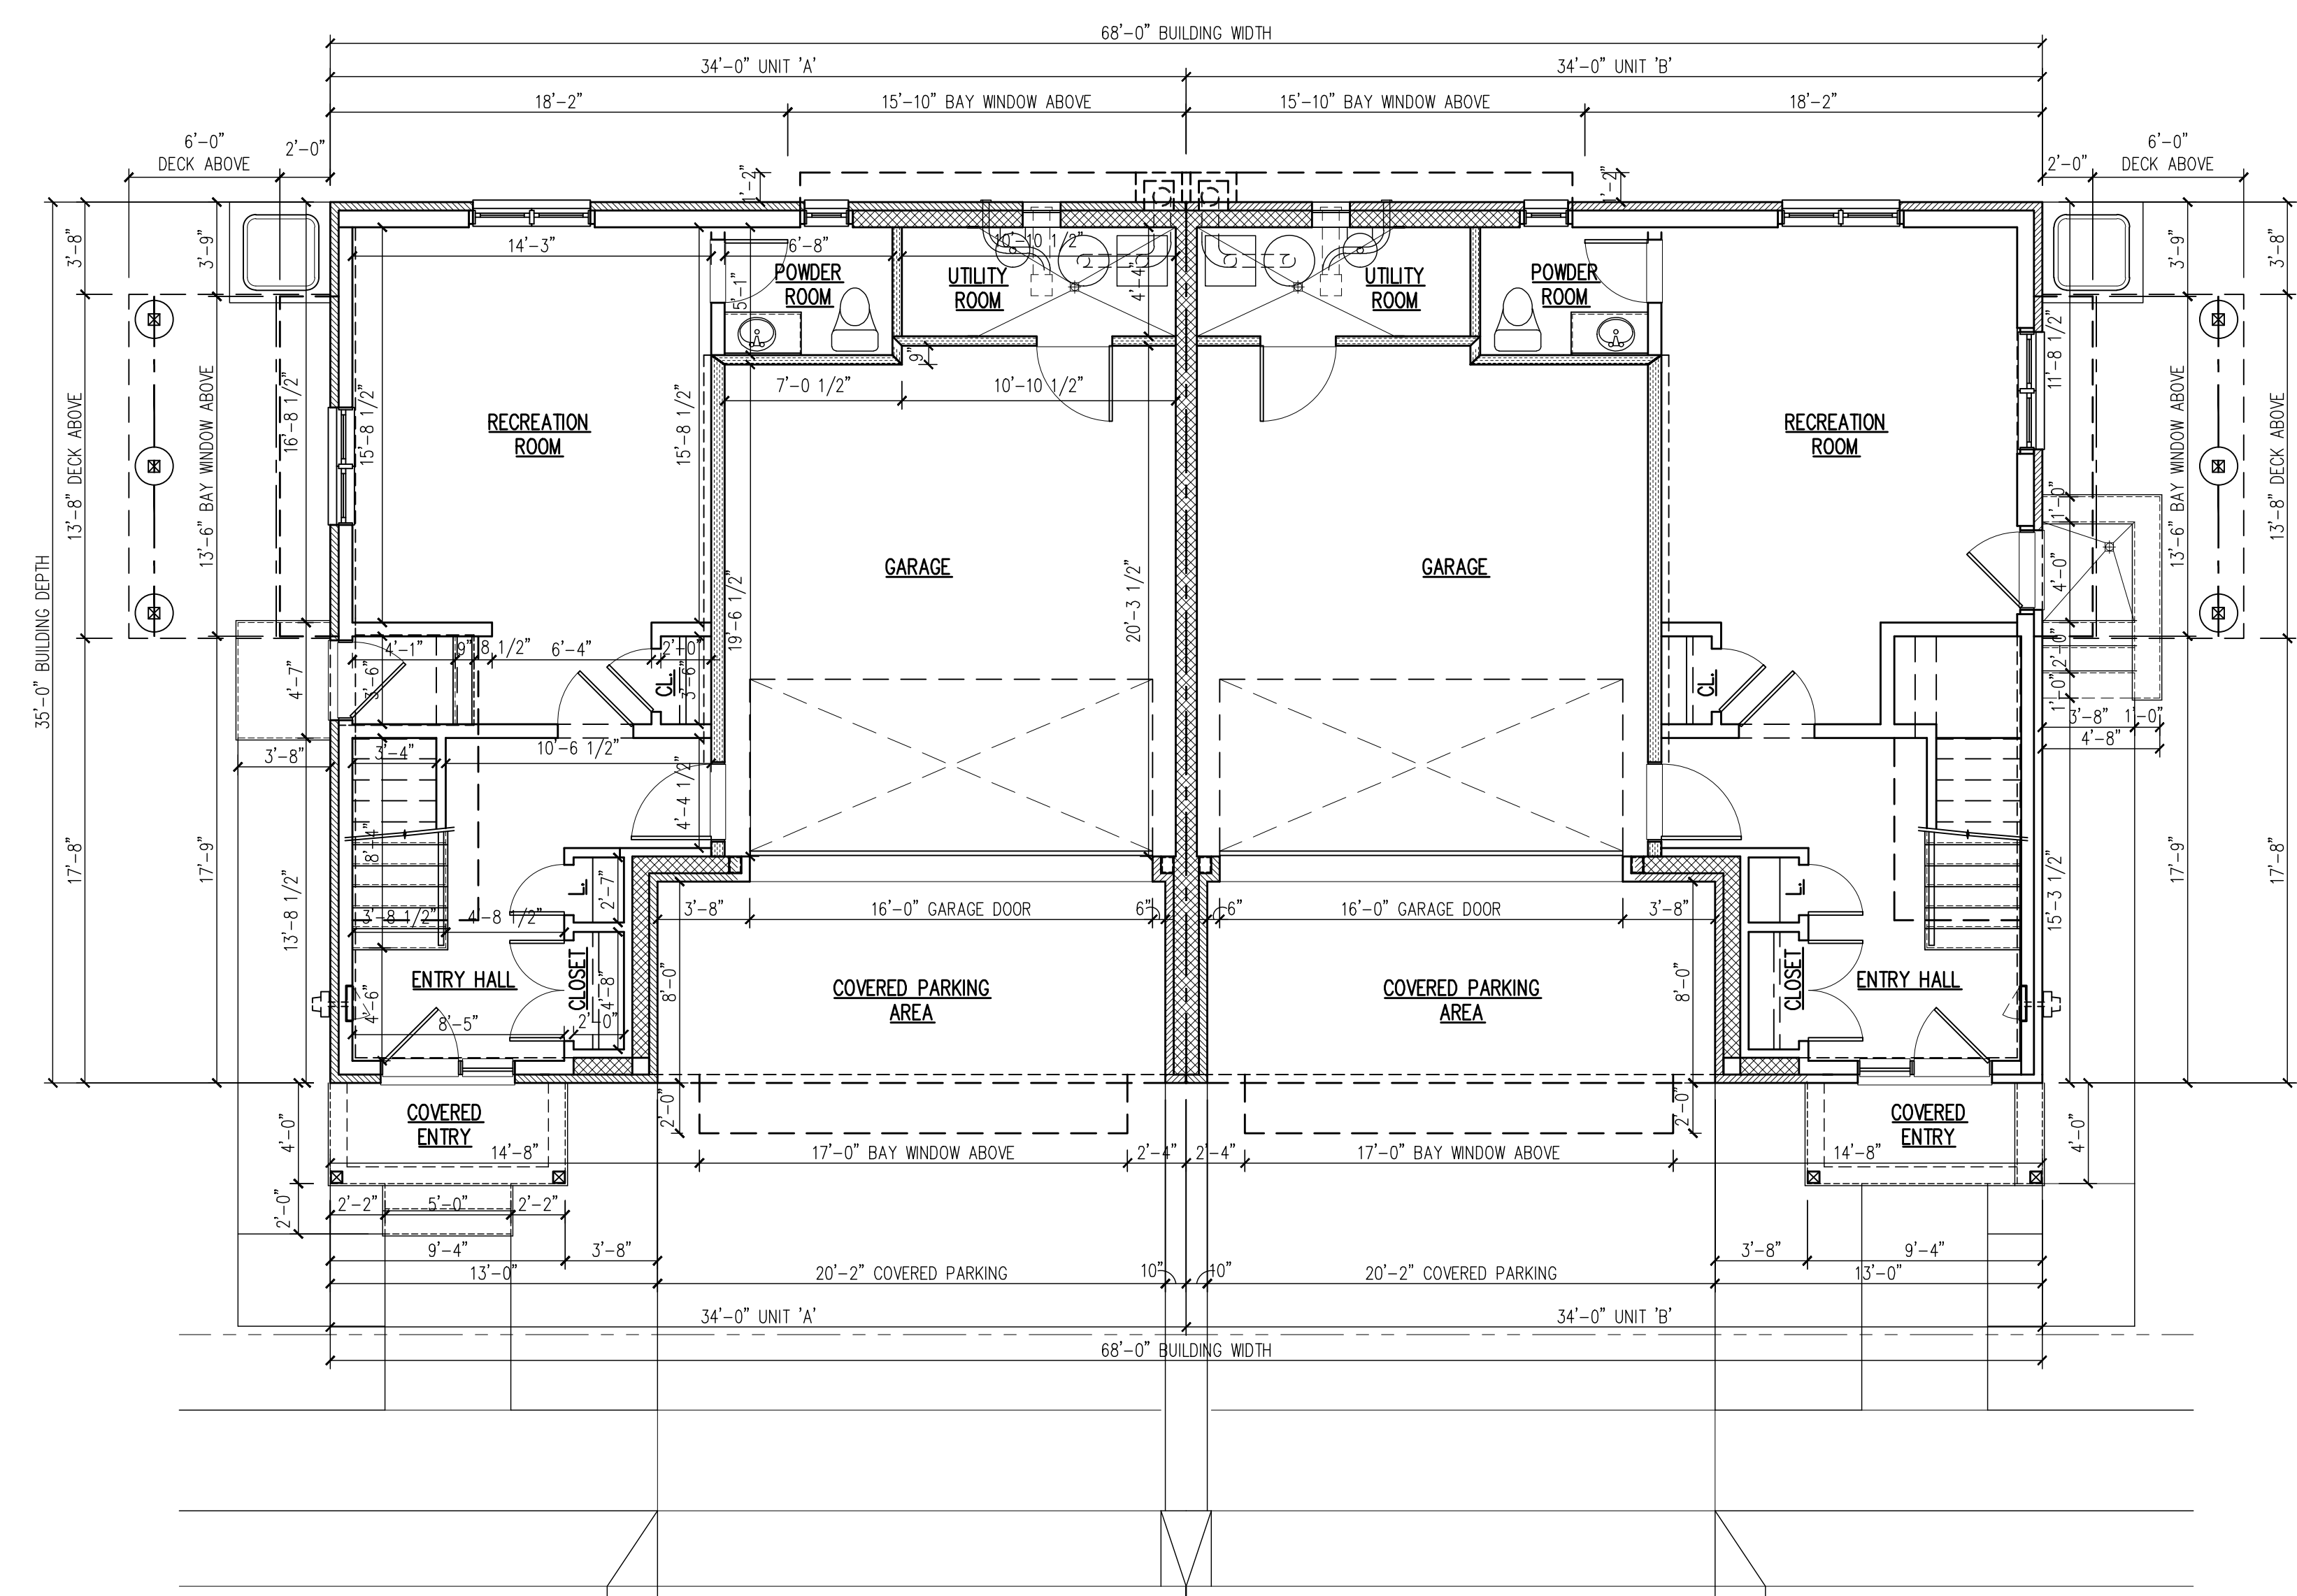 68'-0" BUILDING WIDTH
34'-0" UNIT 'A'
34'-0" UNIT 'B'
18'-2"
15'-10" BAY WINDOW ABOVE
15'-10" BAY WINDOW ABOVE
18'-2"
6'-0"
DECK ABOVE
2'-0"
2'-0"
6'-0"
DECK ABOVE
1'-2"
1'-2"
3'-8"
3'-9"
3'-9"
3'-8"
14'-3"
6'-8"
10'-10 1/2"
5'-1"
4'-4"
POWDER
ROOM
UTILITY
ROOM
UTILITY
ROOM
POWDER
ROOM
9"
7'-0 1/2"
10'-10 1/2"
35'-0" BUILDING DEPTH
13'-8" DECK ABOVE
13'-6" BAY WINDOW ABOVE
16'-8 1/2"
15'-8 1/2"
15'-8 1/2"
RECREATION
ROOM
RECREATION
ROOM
11'-8 1/2"
13'-6" BAY WINDOW ABOVE
13'-8" DECK ABOVE
GARAGE
GARAGE
19'-6 1/2"
20'-3 1/2"
1'-0"
4'-0"
2'-0"
1'-0"
3'-8"
1'-0"
4'-8"
4'-1"
9"
8 1/2"
6'-4"
2'-0"
3'-6"
CL.
3'-6"
CL.
4'-7"
3'-8"
3'-4"
10'-6 1/2"
4'-4 1/2"
8'-4"
17'-8"
17'-9"
13'-8 1/2"
15'-3 1/2"
17'-9"
17'-8"
L.
2'-7"
L.
3'-8 1/2"
4'-8 1/2"
3'-8"
16'-0" GARAGE DOOR
6"
6"
16'-0" GARAGE DOOR
3'-8"
ENTRY HALL
CLOSET
4'-8"
4'-6"
8'-5"
2'-0"
8'-0"
COVERED PARKING
AREA
COVERED PARKING
AREA
8'-0"
CLOSET
ENTRY HALL
COVERED
ENTRY
COVERED
ENTRY
4'-0"
2'-0"
2'-0"
4'-0"
14'-8"
17'-0" BAY WINDOW ABOVE
2'-4"
2'-4"
17'-0" BAY WINDOW ABOVE
14'-8"
2'-0"
2'-2"
5'-0"
2'-2"
9'-4"
3'-8"
3'-8"
9'-4"
13'-0"
20'-2" COVERED PARKING
10"
10"
20'-2" COVERED PARKING
13'-0"
34'-0" UNIT 'A'
34'-0" UNIT 'B'
68'-0" BUILDING WIDTH